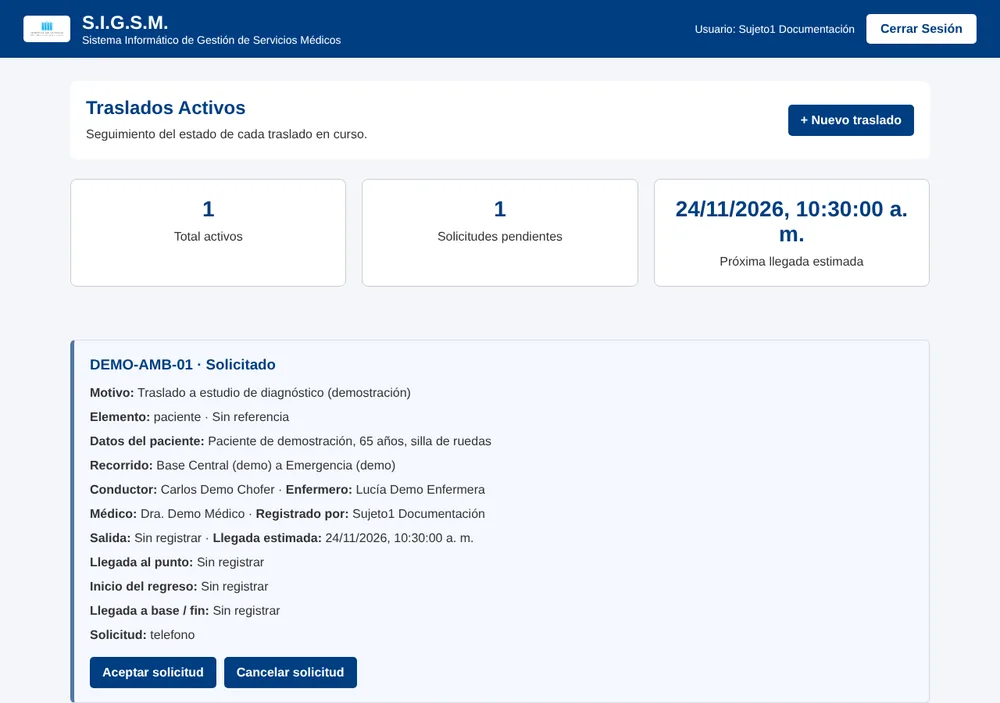 S.I.G.S.M.
Sistema Informático de Gestión de Servicios Médicos
Usuario: Sujeto1 Documentación
Cerrar Sesión
Traslados Activos
Seguimiento del estado de cada traslado en curso.
+ Nuevo traslado
1
Total activos
1
Solicitudes pendientes
24/11/2026, 10:30:00 a.
m.
Próxima llegada estimada
DEMO-AMB-01 · Solicitado
Motivo: Traslado a estudio de diagnóstico (demostración)
Elemento: paciente · Sin referencia
Datos del paciente: Paciente de demostración, 65 años, silla de ruedas
Recorrido: Base Central (demo) a Emergencia (demo)
Conductor: Carlos Demo Chofer · Enfermero: Lucía Demo Enfermera
Médico: Dra. Demo Médico · Registrado por: Sujeto1 Documentación
Salida: Sin registrar · Llegada estimada: 24/11/2026, 10:30:00 a. m.
Llegada al punto: Sin registrar
Inicio del regreso: Sin registrar
Llegada a base / fin: Sin registrar
Solicitud: telefono
Aceptar solicitud
Cancelar solicitud